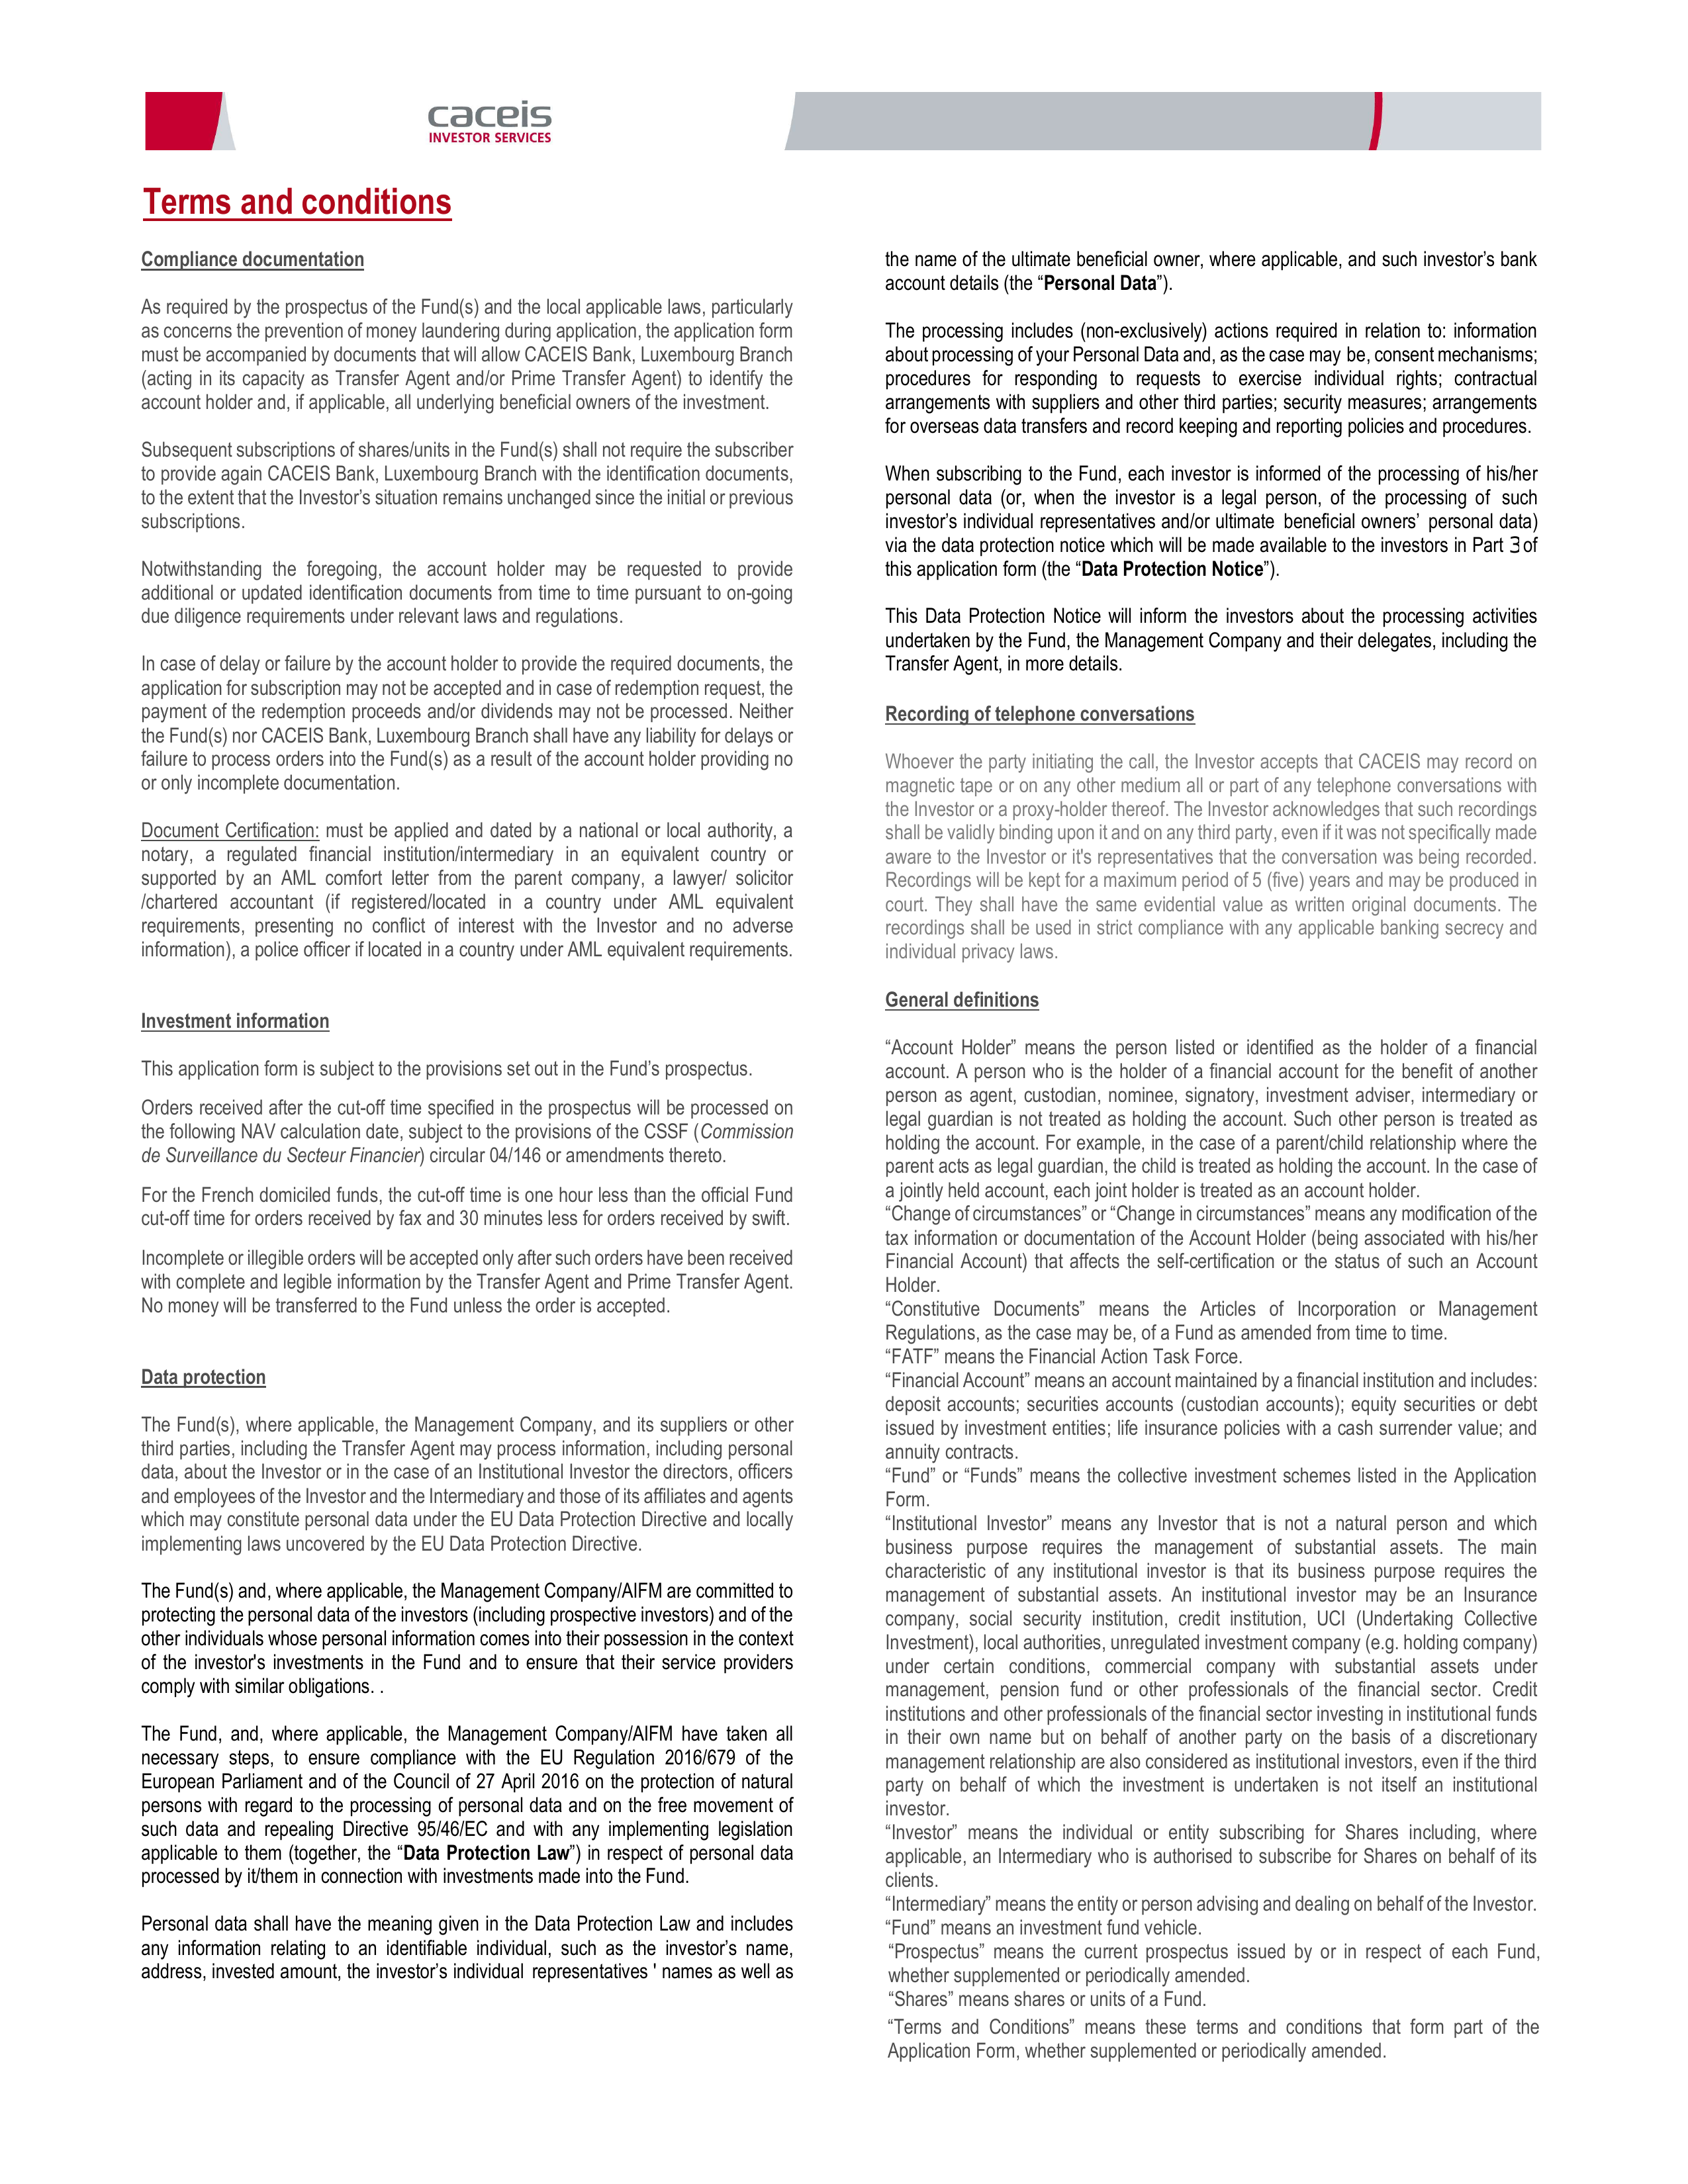 caceis
INVESTOR SERVICES
Terms and conditions
Compliance documentation
As required by the prospectus of the Fund(s) and the local applicable laws, particularly
as concerns the prevention of money laundering during application, the application form
must be accompanied by documents that will allow CACEIS Bank, Luxembourg Branch
(acting in its capacity as Transfer Agent and/or Prime Transfer Agent) to identify the
account holder and, if applicable, all underlying beneficial owners of the investment.
Subsequent subscriptions of shares/units in the Fund(s) shall not require the subscriber
to provide again CACEIS Bank, Luxembourg Branch with the identification documents,
to the extent that the Investor’s situation remains unchanged since the initial or previous
subscriptions.
Notwithstanding the foregoing, the account holder may be requested to provide
additional or updated identification documents from time to time pursuant to on-going
due diligence requirements under relevant laws and regulations.
In case of delay or failure by the account holder to provide the required documents, the
application for subscription may not be accepted and in case of redemption request, the
payment of the redemption proceeds and/or dividends may not be processed. Neither
the Fund(s) nor CACEIS Bank, Luxembourg Branch shall have any liability for delays or
failure to process orders into the Fund(s) as a result of the account holder providing no
or only incomplete documentation.
Document Certification: must be applied and dated by a national or local authority, a
notary, a regulated financial institution/intermediary in an equivalent country or
supported by an AML comfort letter from the parent company, a lawyer/ solicitor
/chartered accountant (if registered/located in a country under AML equivalent
requirements, presenting no conflict of interest with the Investor and no adverse
information), a police officer if located in a country under AML equivalent requirements.
Investment information
This application form is subject to the provisions set out in the Fund’s prospectus.
Orders received after the cut-off time specified in the prospectus will be processed on
the following NAV calculation date, subject to the provisions of the CSSF (Commission
de Surveillance du Secteur Financier) circular 04/146 or amendments thereto.
For the French domiciled funds, the cut-off time is one hour less than the official Fund
cut-off time for orders received by fax and 30 minutes less for orders received by swift.
Incomplete or illegible orders will be accepted only after such orders have been received
with complete and legible information by the Transfer Agent and Prime Transfer Agent.
No money will be transferred to the Fund unless the order is accepted.
Data protection
The Fund(s), where applicable, the Management Company, and its suppliers or other
third parties, including the Transfer Agent may process information, including personal
data, about the Investor or in the case of an Institutional Investor the directors, officers
and employees of the Investor and the Intermediary and those of its affiliates and agents
which may constitute personal data under the EU Data Protection Directive and locally
implementing laws uncovered by the EU Data Protection Directive.
The Fund(s) and, where applicable, the Management Company/AIFM are committed to
protecting the personal data of the investors (including prospective investors) and of the
other individuals whose personal information comes into their possession in the context
of the investor's investments in the Fund and to ensure that their service providers
comply with similar obligations. .
The Fund, and, where applicable, the Management Company/AIFM have taken all
necessary steps, to ensure compliance with the EU Regulation 2016/679 of the
European Parliament and of the Council of 27 April 2016 on the protection of natural
persons with regard to the processing of personal data and on the free movement of
such data and repealing Directive 95/46/EC and with any implementing legislation
applicable to them (together, the “Data Protection Law”) in respect of personal data
processed by it/them in connection with investments made into the Fund.
Personal data shall have the meaning given in the Data Protection Law and includes
any information relating to an identifiable individual, such as the investor’s name,
address, invested amount, the investor’s individual representatives ' names as well as
the name of the ultimate beneficial owner, where applicable, and such investor’s bank
account details (the “Personal Data”).
The processing includes (non-exclusively) actions required in relation to: information
about processing of your Personal Data and, as the case may be, consent mechanisms;
procedures for responding to requests to exercise individual rights; contractual
arrangements with suppliers and other third parties; security measures; arrangements
for overseas data transfers and record keeping and reporting policies and procedures.
When subscribing to the Fund, each investor is informed of the processing of his/her
personal data (or, when the investor is a legal person, of the processing of such
investor’s individual representatives and/or ultimate beneficial owners’ personal data)
via the data protection notice which will be made available to the investors in Part 3 of
this application form (the “Data Protection Notice”).
This Data Protection Notice will inform the investors about the processing activities
undertaken by the Fund, the Management Company and their delegates, including the
Transfer Agent, in more details.
Recording of telephone conversations
Whoever the party initiating the call, the Investor accepts that CACEIS may record on
magnetic tape or on any other medium all or part of any telephone conversations with
the Investor or a proxy-holder thereof. The Investor acknowledges that such recordings
shall be validly binding upon it and on any third party, even if it was not specifically made
aware to the Investor or it's representatives that the conversation was being recorded.
Recordings will be kept for a maximum period of 5 (five) years and may be produced in
court. They shall have the same evidential value as written original documents. The
recordings shall be used in strict compliance with any applicable banking secrecy and
individual privacy laws.
General definitions
“Account Holder” means the person listed or identified as the holder of a financial
account. A person who is the holder of a financial account for the benefit of another
person as agent, custodian, nominee, signatory, investment adviser, intermediary or
legal guardian is not treated as holding the account. Such other person is treated as
holding the account. For example, in the case of a parent/child relationship where the
parent acts as legal guardian, the child is treated as holding the account. In the case of
a jointly held account, each joint holder is treated as an account holder.
“Change of circumstances” or “Change in circumstances” means any modification of the
tax information or documentation of the Account Holder (being associated with his/her
Financial Account) that affects the self-certification or the status of such an Account
Holder.
“Constitutive Documents” means the Articles of Incorporation or Management
Regulations, as the case may be, of a Fund as amended from time to time.
“FATF” means the Financial Action Task Force.
“Financial Account” means an account maintained by a financial institution and includes:
deposit accounts; securities accounts (custodian accounts); equity securities or debt
issued by investment entities; life insurance policies with a cash surrender value; and
annuity contracts.
“Fund” or “Funds” means the collective investment schemes listed in the Application
Form.
“Institutional Investor” means any Investor that is not a natural person and which
business purpose requires the management of substantial assets. The main
characteristic of any institutional investor is that its business purpose requires the
management of substantial assets. An institutional investor may be an Insurance
company, social security institution, credit institution, UCI (Undertaking Collective
Investment), local authorities, unregulated investment company (e.g. holding company)
under certain conditions, commercial company with substantial assets under
management, pension fund or other professionals of the financial sector. Credit
institutions and other professionals of the financial sector investing in institutional funds
in their own name but on behalf of another party on the basis of a discretionary
management relationship are also considered as institutional investors, even if the third
party on behalf of which the investment is undertaken is not itself an institutional
investor.
“Investor” means the individual or entity subscribing for Shares including, where
applicable, an Intermediary who is authorised to subscribe for Shares on behalf of its
clients.
“Intermediary” means the entity or person advising and dealing on behalf of the Investor.
“Fund” means an investment fund vehicle.
“Prospectus” means the current prospectus issued by or in respect of each Fund,
whether supplemented or periodically amended.
“Shares” means shares or units of a Fund.
“Terms and Conditions” means these terms and conditions that form part of the
Application Form, whether supplemented or periodically amended.